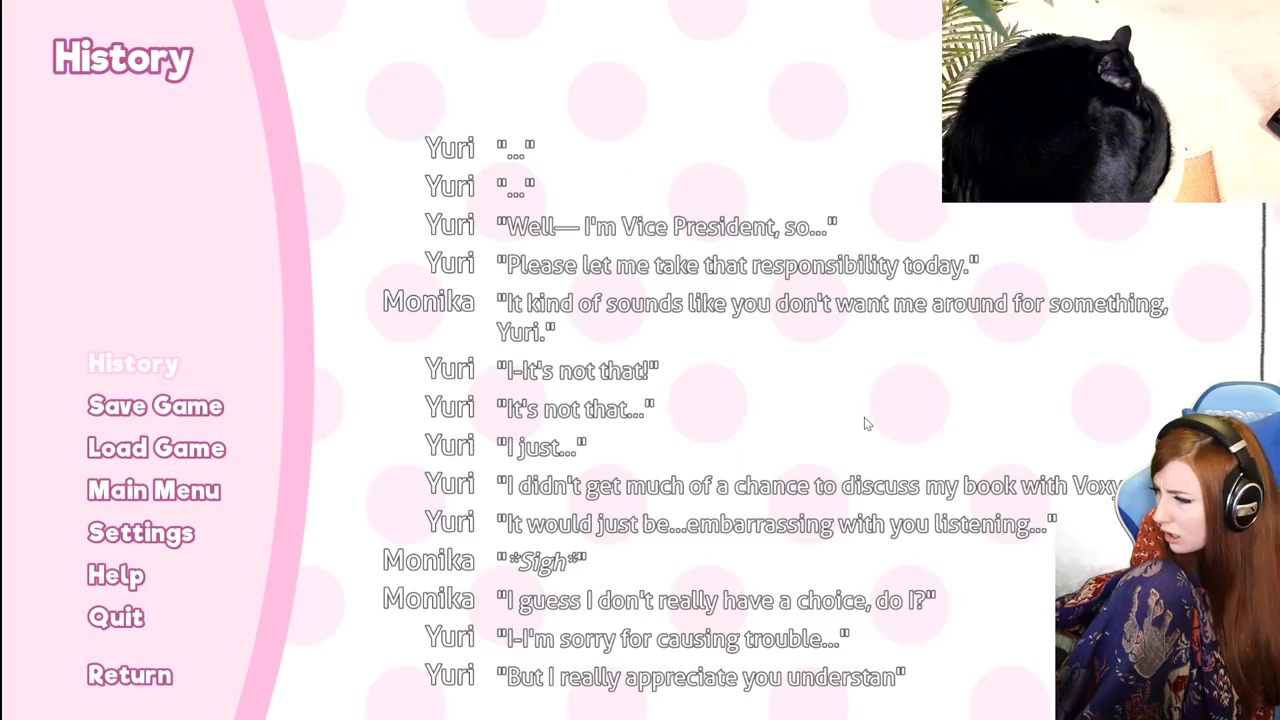 History
Yuri "..."
Yuri "..."
Yuri "Well— I'm Vice President, so..."
Yuri "Please let me take that responsibility today."
Monika "It kind of sounds like you don't want me around for something,
Yuri."
Yuri "I-It's not that!"
Yuri "It's not that..."
Yuri "I just..."
Yuri "I didn't get much of a chance to discuss my book with Voxy
Yuri "It would just be...embarrassing with you listening..."
Monika "*Sigh*"
Monika "I guess I don't really have a choice, do I?"
Yuri "I-I'm sorry for causing trouble..."
Yuri "But I really appreciate you understan"
History
Save Game
Load Game
Main Menu
Settings
Help
Quit
Return